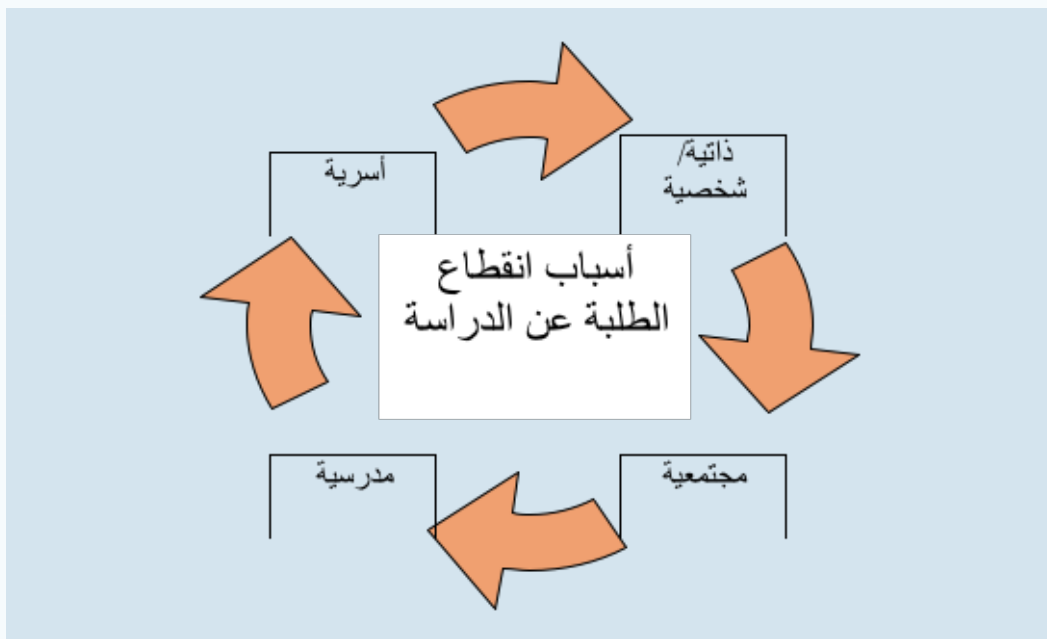 ذاتية/
شخصية
أسرية
أسباب انقطاع
الطلبة عن الدراسة
مجتمعية
مدرسية